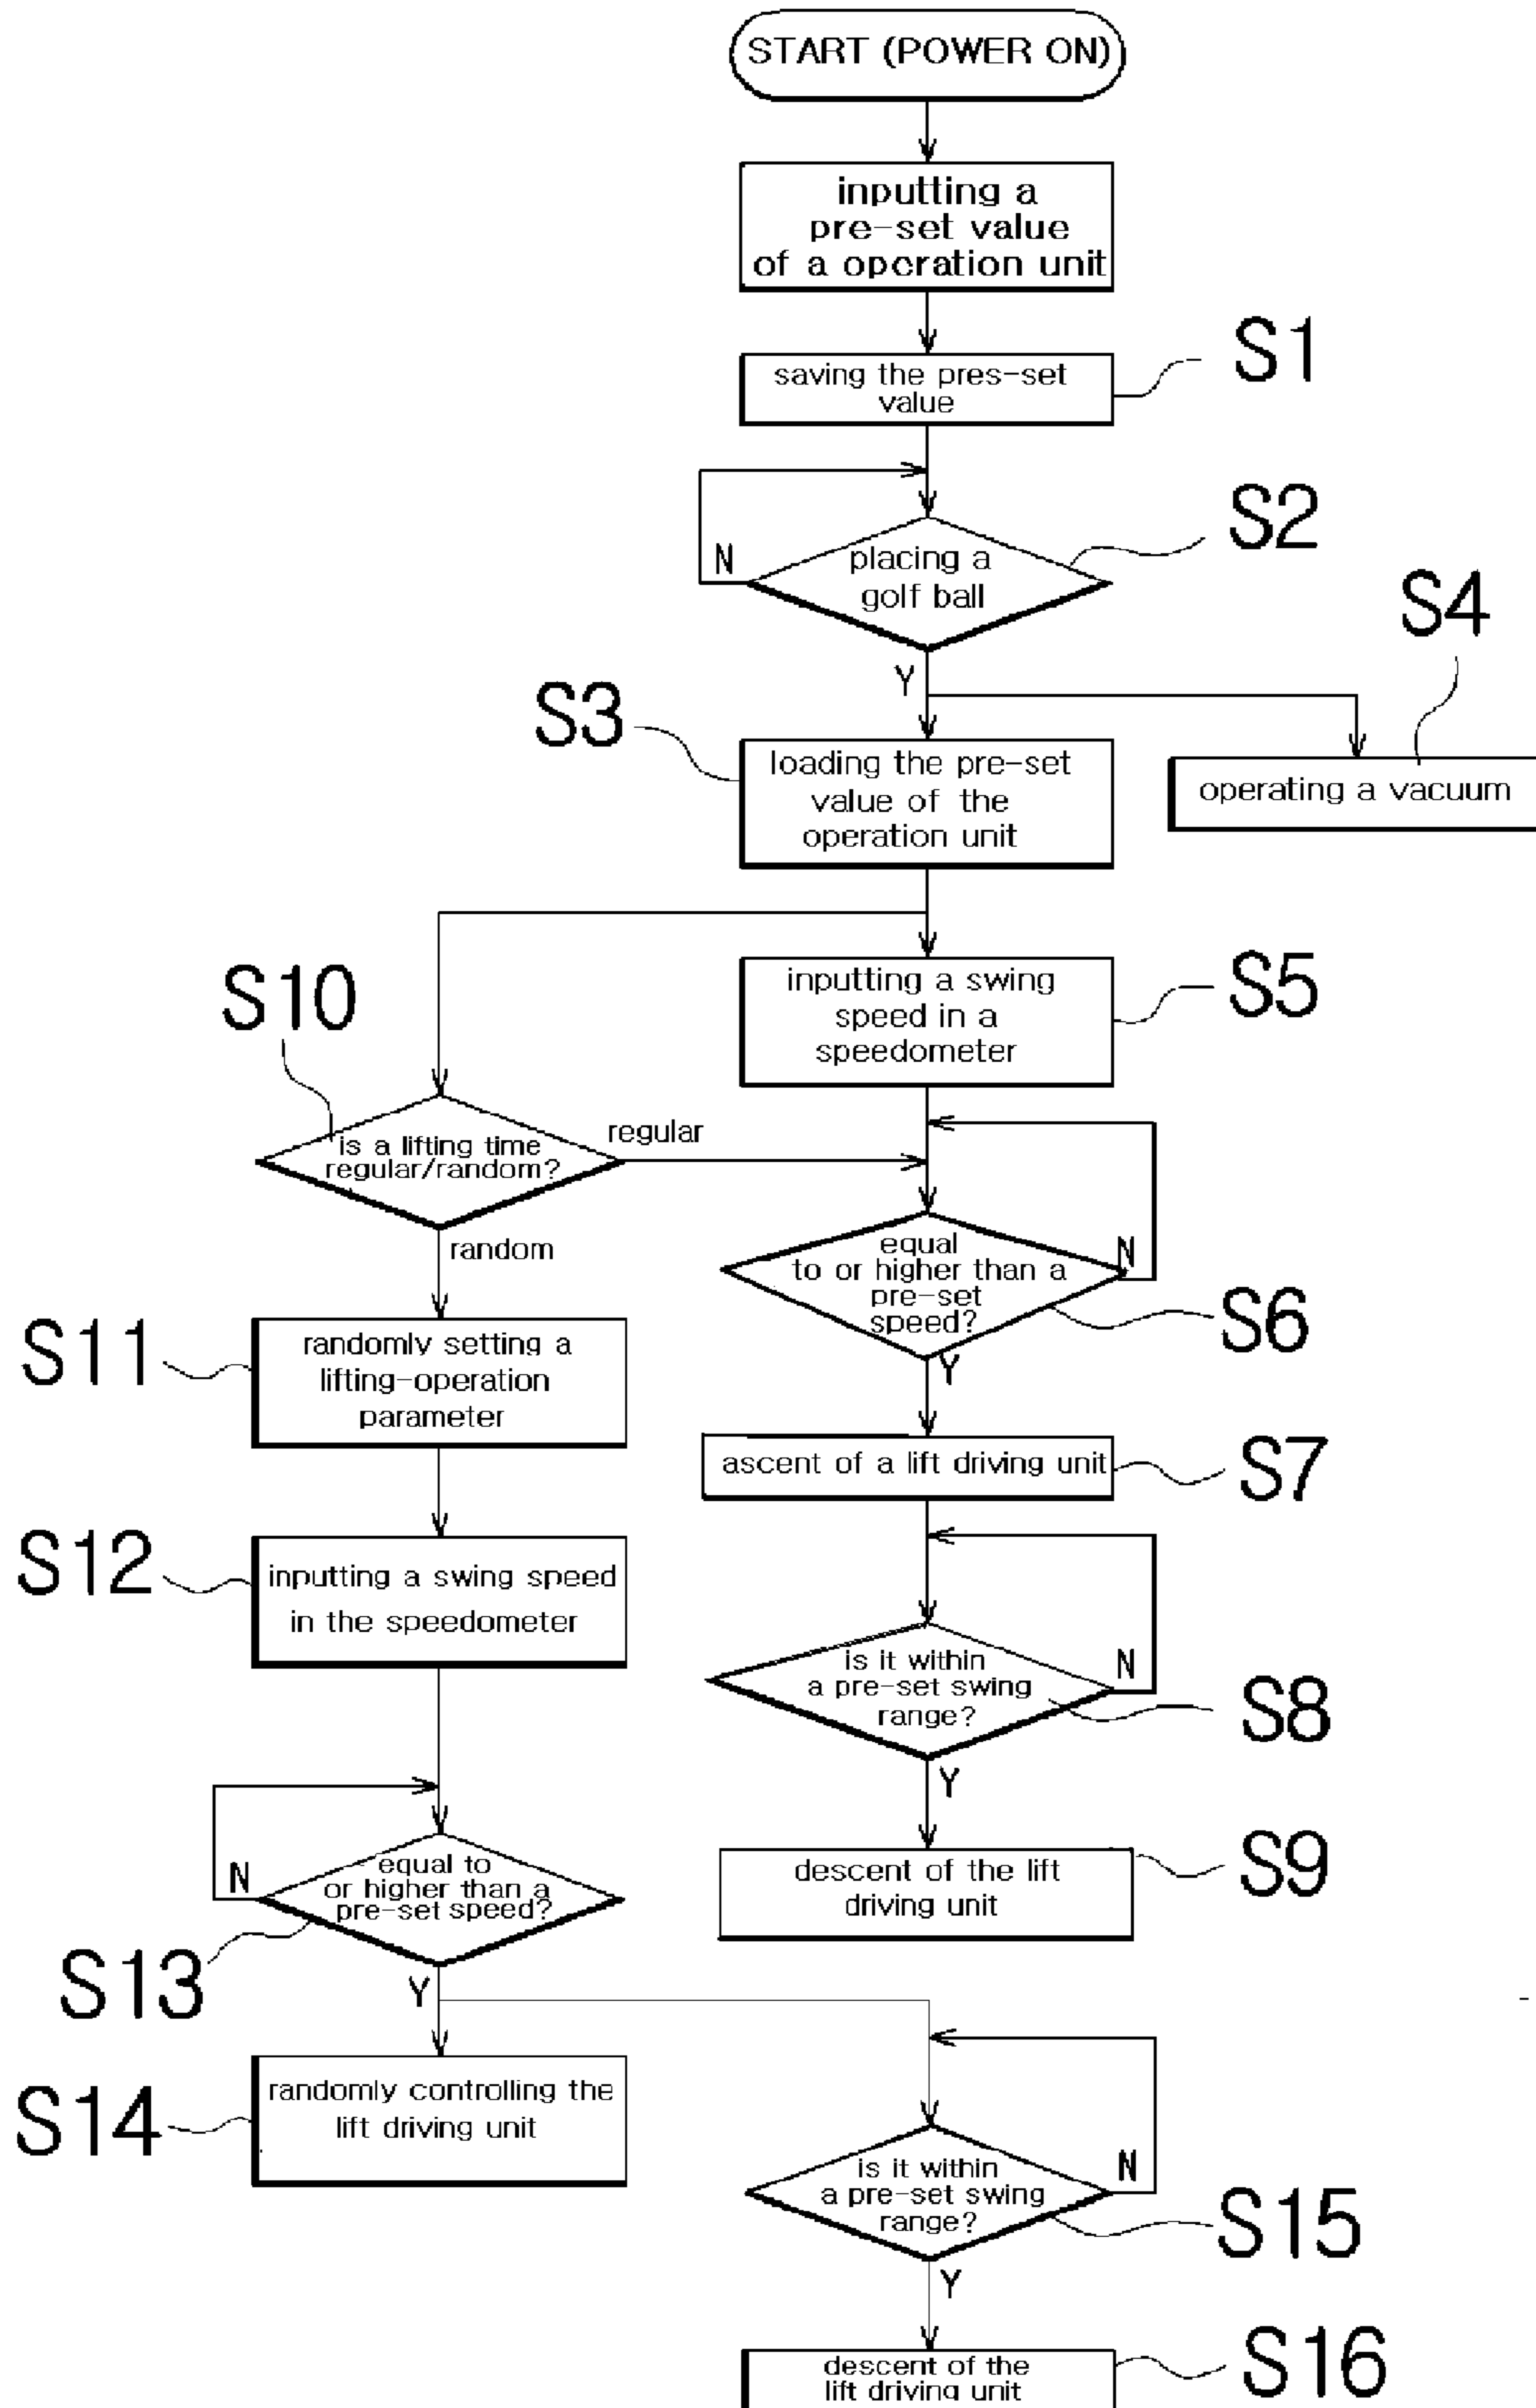 START (POWER ON)
inputting a
pre-set value
of a operation unit
S1
saving the pres-set
value
S2
placing a
golf ball
N
Y
S4
S3
loading the pre-set
value of the
operation unit
operating a vacuum
S10
inputting a swing
speed in a
speedometer
S5
is a lifting time
regular/random?
regular
random
equal
to or higher than a
pre-set
speed?
N
Y
S6
S11
randomly setting a
lifting-operation
parameter
ascent of a lift driving unit
S7
S12
inputting a swing speed
in the speedometer
is it within
a pre-set swing
range?
N
Y
S8
equal to
or higher than a
pre-set speed?
N
Y
S13
descent of the lift
driving unit
S9
S14
randomly controlling the
lift driving unit
is it within
a pre-set swing
range?
N
Y
S15
descent of the
lift driving unit
S16